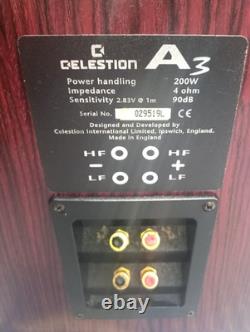 CELESTION A3
Power handling 200W
Impedance 4 ohm
Sensitivity 2.83V @ 1m 90dB
Serial No. 029519L CE
Designed and Developed by
Celestion International Limited, Ipswich, England.
Made in England
HF HF
- +
LF LF